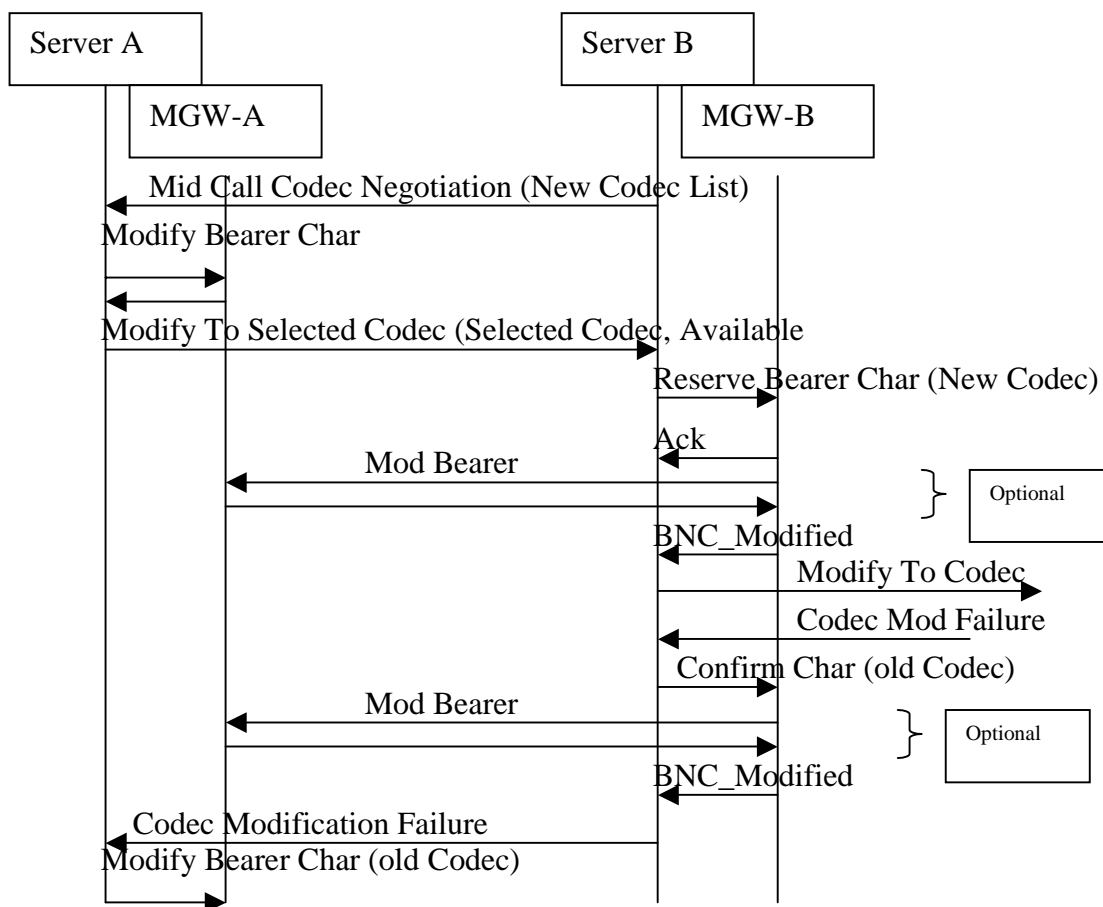 Server A
Server B
MGW-A
MGW-B
Mid Call Codec Negotiation (New Codec List)
Modify Bearer Char
Modify To Selected Codec (Selected Codec, Available
Reserve Bearer Char (New Codec)
Ack
Mod Bearer
Optional
BNC_Modified
Modify To Codec
Codec Mod Failure
Confirm Char (old Codec)
Mod Bearer
Optional
BNC_Modified
Codec Modification Failure
Modify Bearer Char (old Codec)